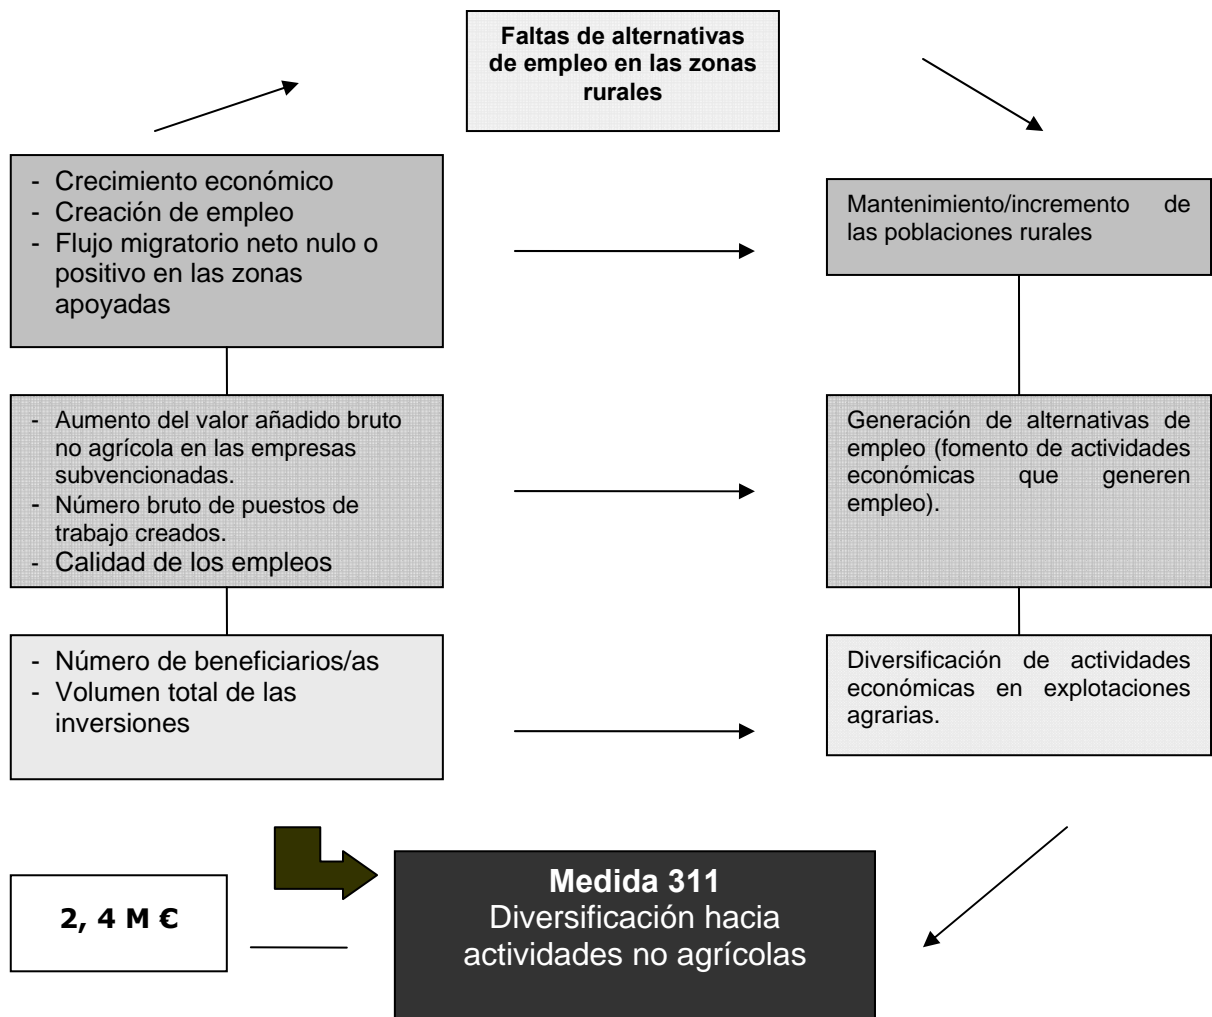 Faltas de alternativas
de empleo en las zonas
rurales
- Crecimiento económico
- Creación de empleo
- Flujo migratorio neto nulo o
positivo en las zonas
apoyadas
Mantenimiento/incremento de
las poblaciones rurales
- Aumento del valor añadido bruto
no agrícola en las empresas
subvencionadas.
- Número bruto de puestos de
trabajo creados.
- Calidad de los empleos
Generación de alternativas de
empleo (fomento de actividades
económicas que generen
empleo).
- Número de beneficiarios/as
- Volumen total de las
inversiones
Diversificación de actividades
económicas en explotaciones
agrarias.
2, 4 M €
Medida 311
Diversificación hacia
actividades no agrícolas